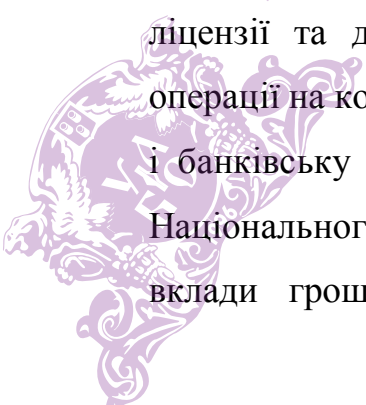 ліцензії та д
операції на ко
і банківську
Національног
вклади грош